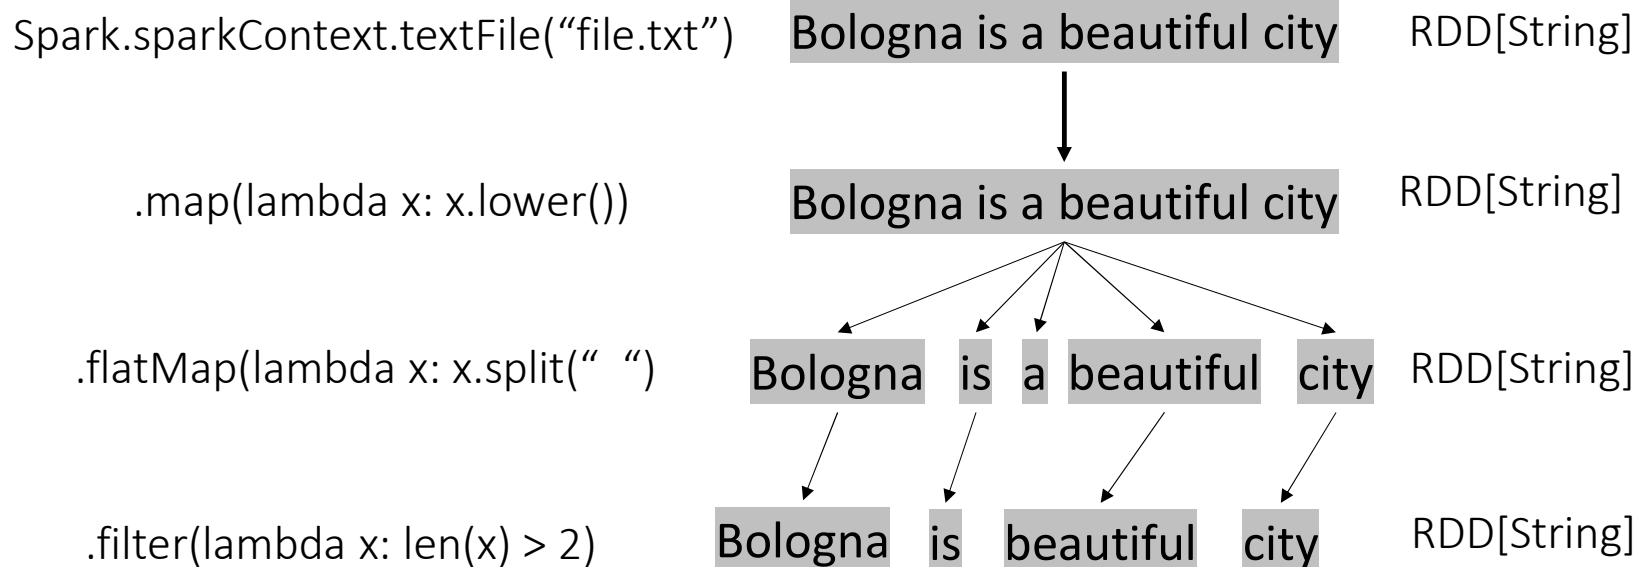 Spark.sparkContext.textFile(“file.txt”) Bologna is a beautiful city RDD[String]
.map(lambda x: x.lower()) Bologna is a beautiful city RDD[String]
.flatMap(lambda x: x.split(“ “) Bologna is a beautiful city RDD[String]
.filter(lambda x: len(x) > 2) Bologna is beautiful city RDD[String]